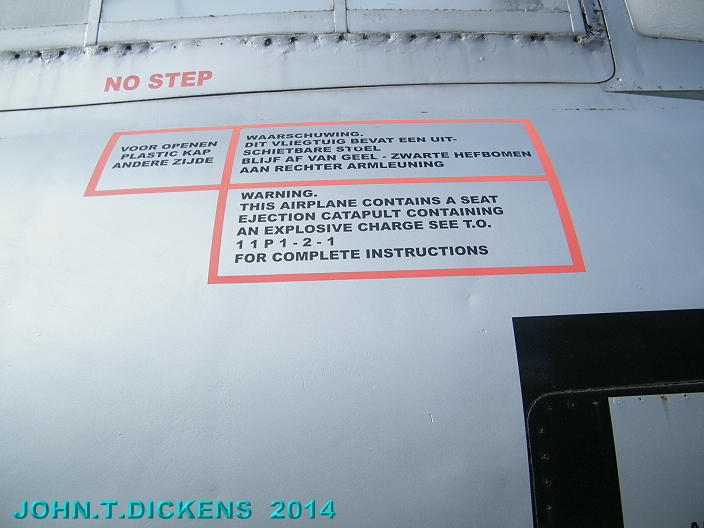 NO STEP
VOOR OPENEN
PLASTIC KAP
ANDERE ZIJDE
WAARSCHUWING.
DIT VLIEGTUIG BEVAT EEN UIT-
SCHIETBARE STOEL
BLIJF AF VAN GEEL - ZWARTE HEFBOMEN
AAN RECHTER ARMLEUNING
WARNING.
THIS AIRPLANE CONTAINS A SEAT
EJECTION CATAPULT CONTAINING
AN EXPLOSIVE CHARGE SEE T.O.
1 1 P 1 - 2 - 1
FOR COMPLETE INSTRUCTIONS
JOHN.T.DICKENS 2014